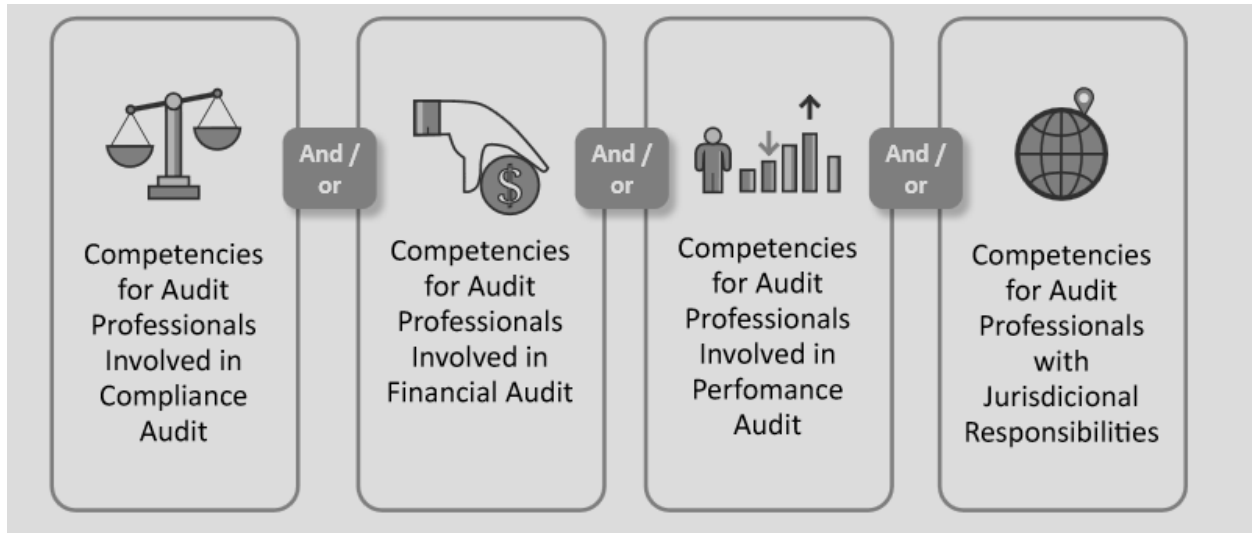 Competencies
for Audit
Professionals
Involved in
Compliance
Audit
And /
or
Competencies
for Audit
Professionals
Involved in
Financial Audit
And /
or
Competencies
for Audit
Professionals
Involved in
Perfomance
Audit
And /
or
Competencies
for Audit
Professionals
with
Jurisdicional
Responsibilities
$